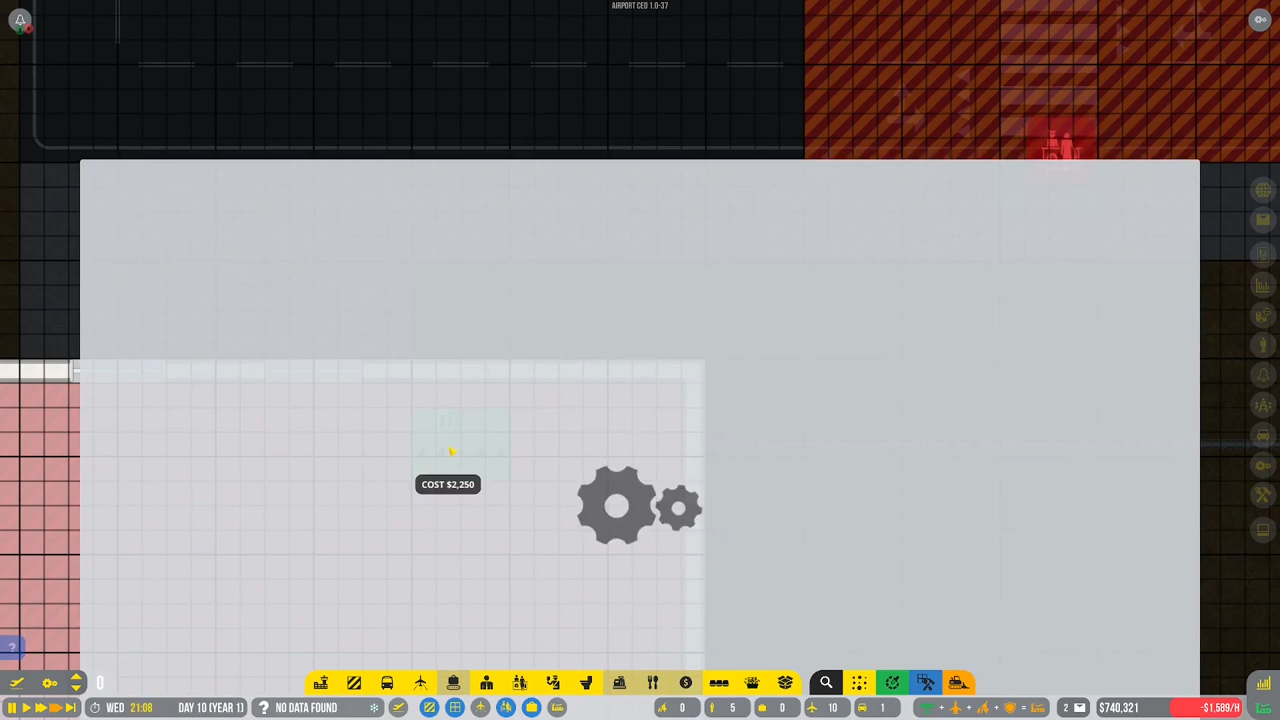 AIRPORT CEO 1.0-37
COST $2,250
?
0
WED 21:08
DAY 10 (YEAR 1)
? NO DATA FOUND
0
5
0
10
1
2
$740,321
-$1,589/H